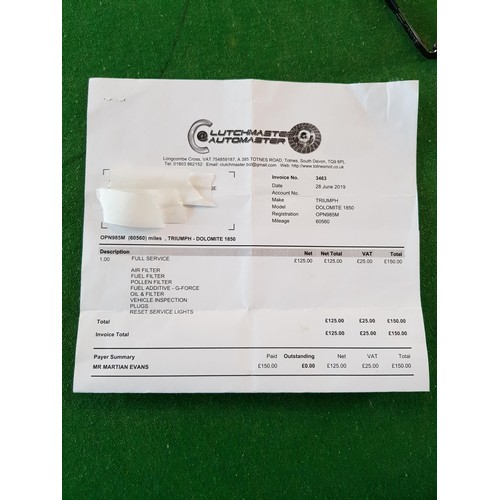 CLUTCHMASTER
AUTOMASTER
Longcombe Cross, VAT 754859187, A 385 TOTNES ROAD, Totnes, South Devon, TQ9 6PL
Tel: 01803 862152 Email: clutchmaster.ltd@gmail.com Web: http://www.totnesmot.co.uk
Invoice No. 3463
Date 28 June 2019
Account No.
Make TRIUMPH
Model DOLOMITE 1850
Registration OPN985M
Mileage 60560
OPN985M (60560) miles , TRIUMPH - DOLOMITE 1850
Description Net Net Total VAT Total
1.00 FULL SERVICE £125.00 £125.00 £25.00 £150.00
AIR FILTER
FUEL FILTER
POLLEN FILTER
FUEL ADDITIVE - G-FORCE
OIL & FILTER
VEHICLE INSPECTION
PLUGS
RESET SERVICE LIGHTS
Total £125.00 £25.00 £150.00
Invoice Total £125.00 £25.00 £150.00
Payer Summary Paid Outstanding Net VAT Total
MR MARTIAN EVANS £150.00 £0.00 £125.00 £25.00 £150.00